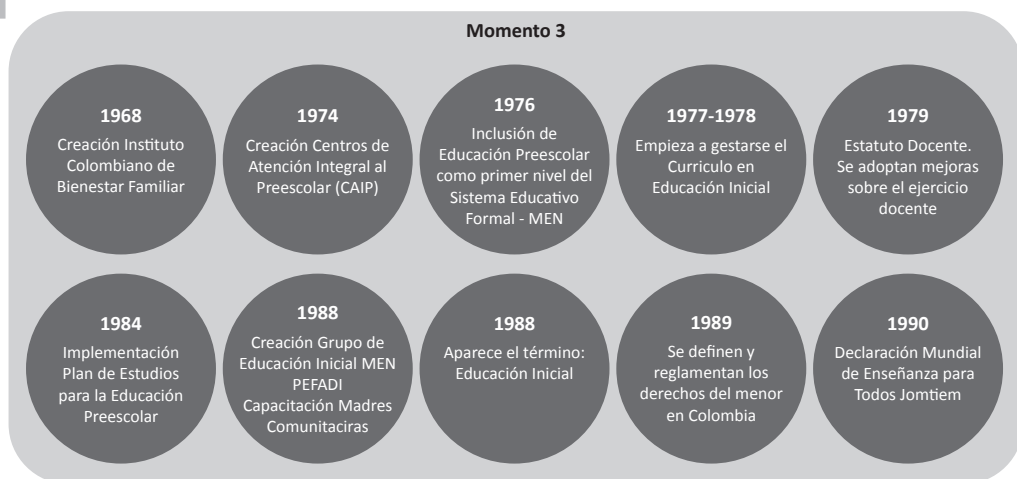 Momento 3
1968
Creación Instituto
Colombiano de
Bienestar Familiar
1974
Creación Centros de
Atención Integral al
Preescolar (CAIP)
1976
Inclusión de
Educación Preescolar
como primer nivel del
Sistema Educativo
Formal - MEN
1977-1978
Empieza a gestarse el
Curriculo en
Educación Inicial
1979
Estatuto Docente.
Se adoptan mejoras
sobre el ejercicio
docente
1984
Implementación
Plan de Estudios
para la Educación
Preescolar
1988
Creación Grupo de
Educación Inicial MEN
PEFADI
Capacitación Madres
Comunitaciras
1988
Aparece el término:
Educación Inicial
1989
Se definen y
reglamentan los
derechos del menor
en Colombia
1990
Declaración Mundial
de Enseñanza para
Todos Jomtiem